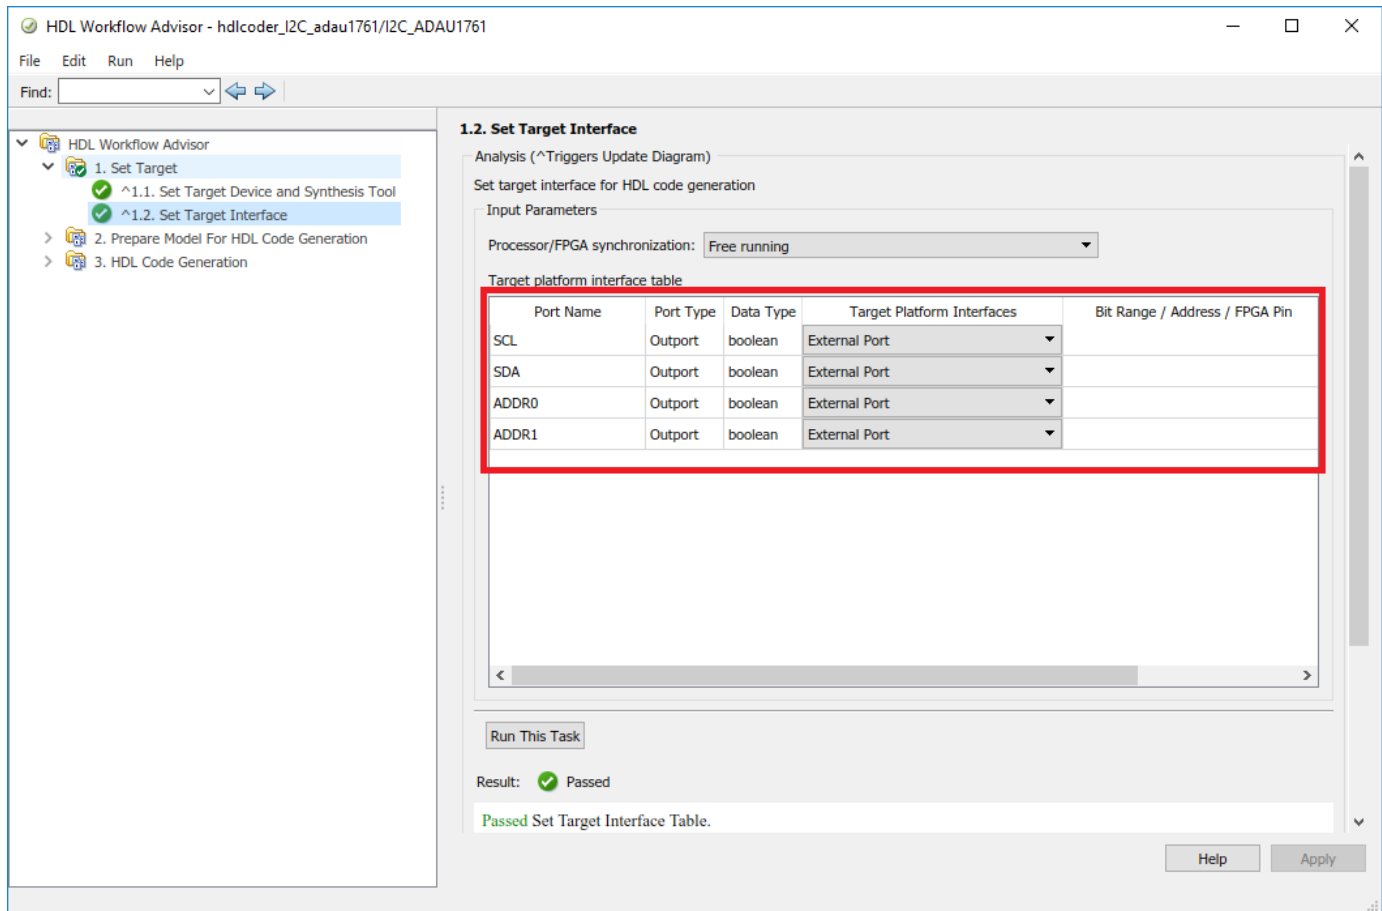 HDL Workflow Advisor - hdlcoder_I2C_adau1761/I2C_ADAU1761
File Edit Run Help
Find:
HDL Workflow Advisor
1. Set Target
^1.1. Set Target Device and Synthesis Tool
^1.2. Set Target Interface
2. Prepare Model For HDL Code Generation
3. HDL Code Generation
1.2. Set Target Interface
Analysis (^Triggers Update Diagram)
Set target interface for HDL code generation
Input Parameters
Processor/FPGA synchronization: Free running
Target platform interface table
Port Name Port Type Data Type Target Platform Interfaces Bit Range / Address / FPGA Pin
SCL Outport boolean External Port
SDA Outport boolean External Port
ADDR0 Outport boolean External Port
ADDR1 Outport boolean External Port
Run This Task
Result: Passed
Passed Set Target Interface Table.
Help Apply